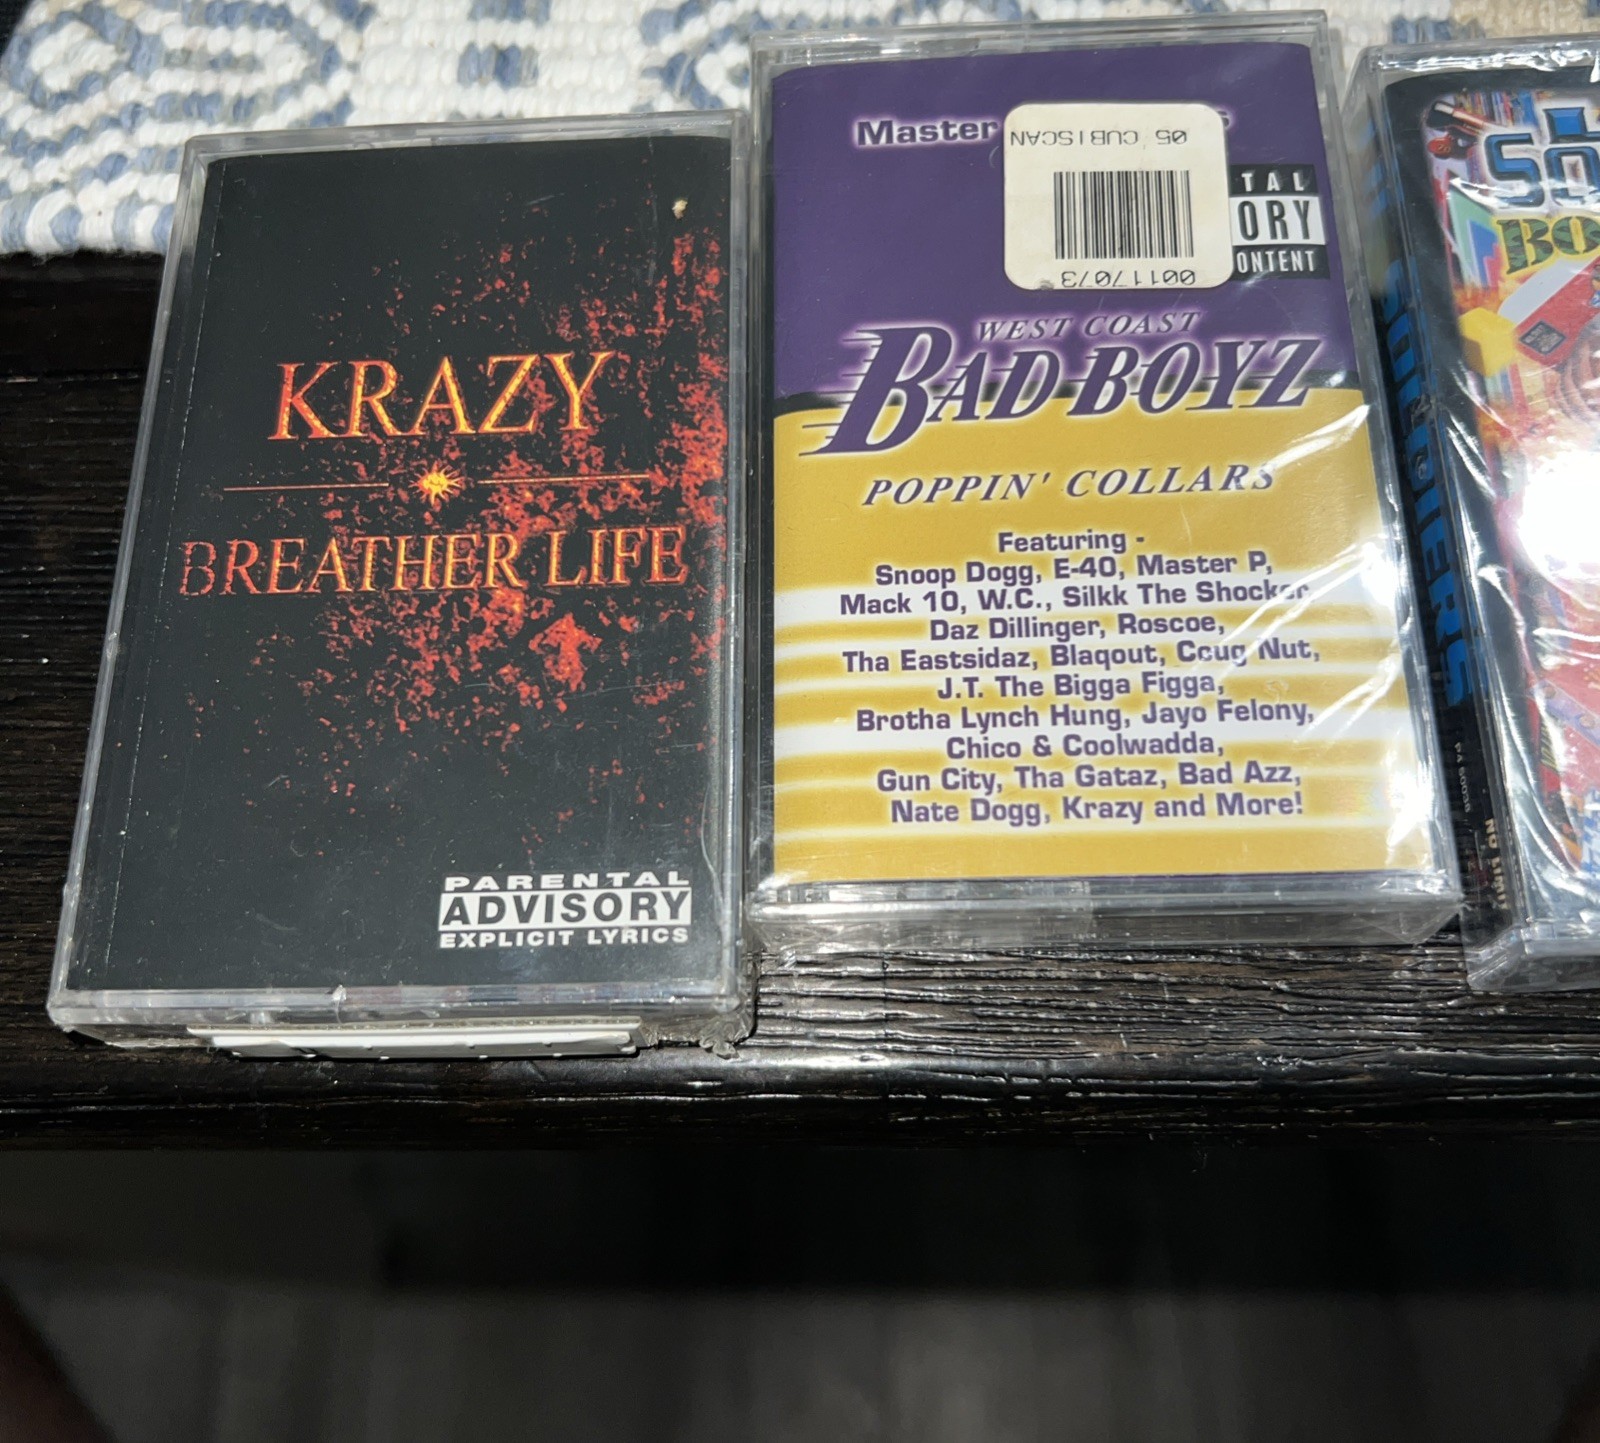 KRAZY
BREATHER LIFE
PARENTAL
ADVISORY
EXPLICIT LYRICS
Master
05 CUBISCAN
00117073
TAL
ORY
ONTENT
WEST COAST
BAD BOYZ
POPPIN' COLLARS
Featuring -
Snoop Dogg, E-40, Master P,
Mack 10, W.C., Silkk The Shocker
Daz Dillinger, Roscoe,
Tha Eastsidaz, Blaqout, Coug Nut,
J.T. The Bigga Figga,
Brotha Lynch Hung, Jayo Felony,
Chico & Coolwadda,
Gun City, Tha Gataz, Bad Azz,
Nate Dogg, Krazy and More!
SO
BO
SOULDIERS